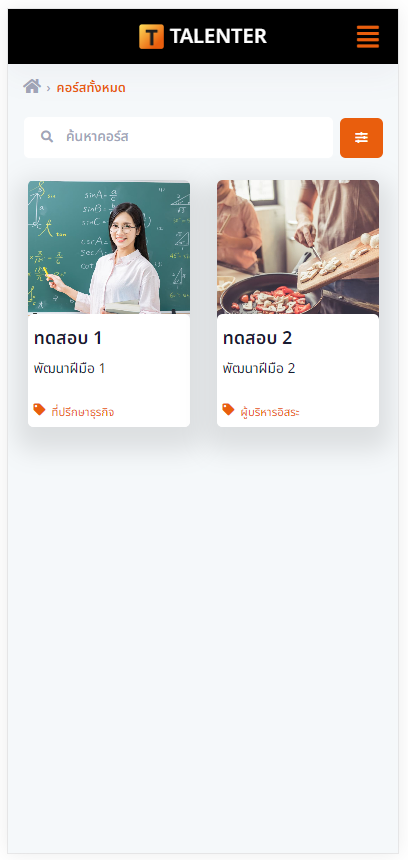 TALENTER
› คอร์สทั้งหมด
ค้นหาคอร์ส
ทดสอบ 1
พัฒนาฝีมือ 1
ที่ปรึกษาธุรกิจ
ทดสอบ 2
พัฒนาฝีมือ 2
ผู้บริหารอิสระ